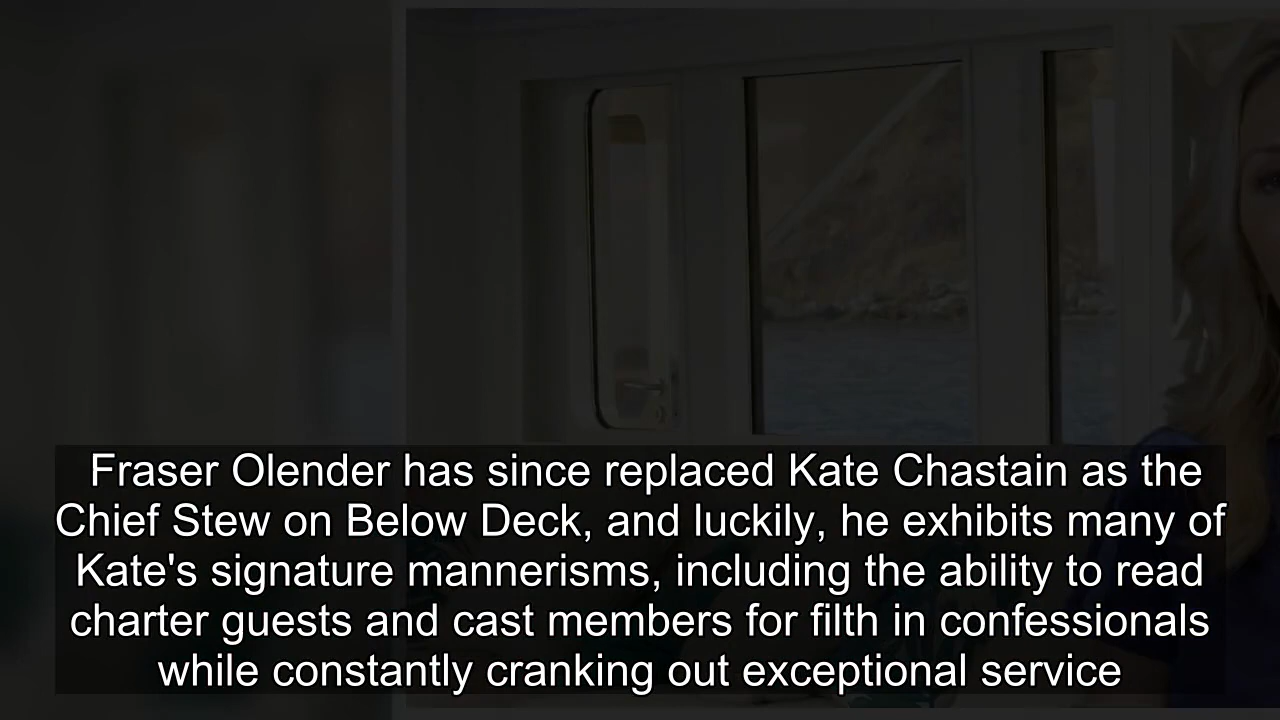 Fraser Olender has since replaced Kate Chastain as the
Chief Stew on Below Deck, and luckily, he exhibits many of
Kate's signature mannerisms, including the ability to read
charter guests and cast members for filth in confessionals
while constantly cranking out exceptional service